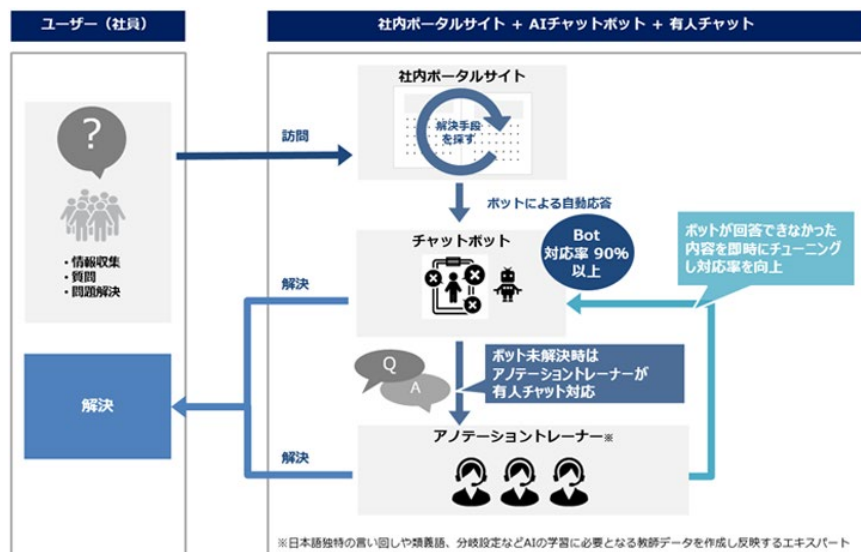 ユーザー（社員）
社内ポータルサイト + AIチャットボット + 有人チャット
?
・情報収集
・質問
・問題解決
訪問
社内ポータルサイト
解決手段
を探す
ボットによる自動応答
チャットボット
Bot
対応率 90%
以上
ボットが回答できなかった
内容を即時にチューニング
し対応率を向上
解決
解決
Q
A
ボット未解決時は
アノテーショントレーナーが
有人チャット対応
アノテーショントレーナー※
解決
※日本語独特の言い回しや類義語、分岐設定などAIの学習に必要となる教師データを作成し反映するエキスパート